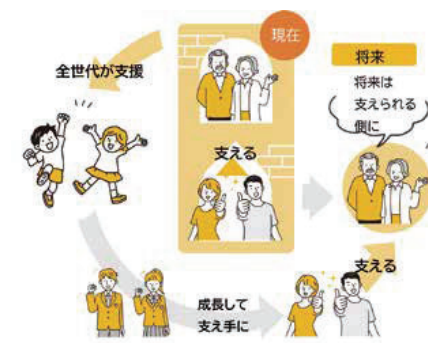 現在
全世代が支援
支える
将来
将来は
支えられる
側に
支える
成長して
支え手に